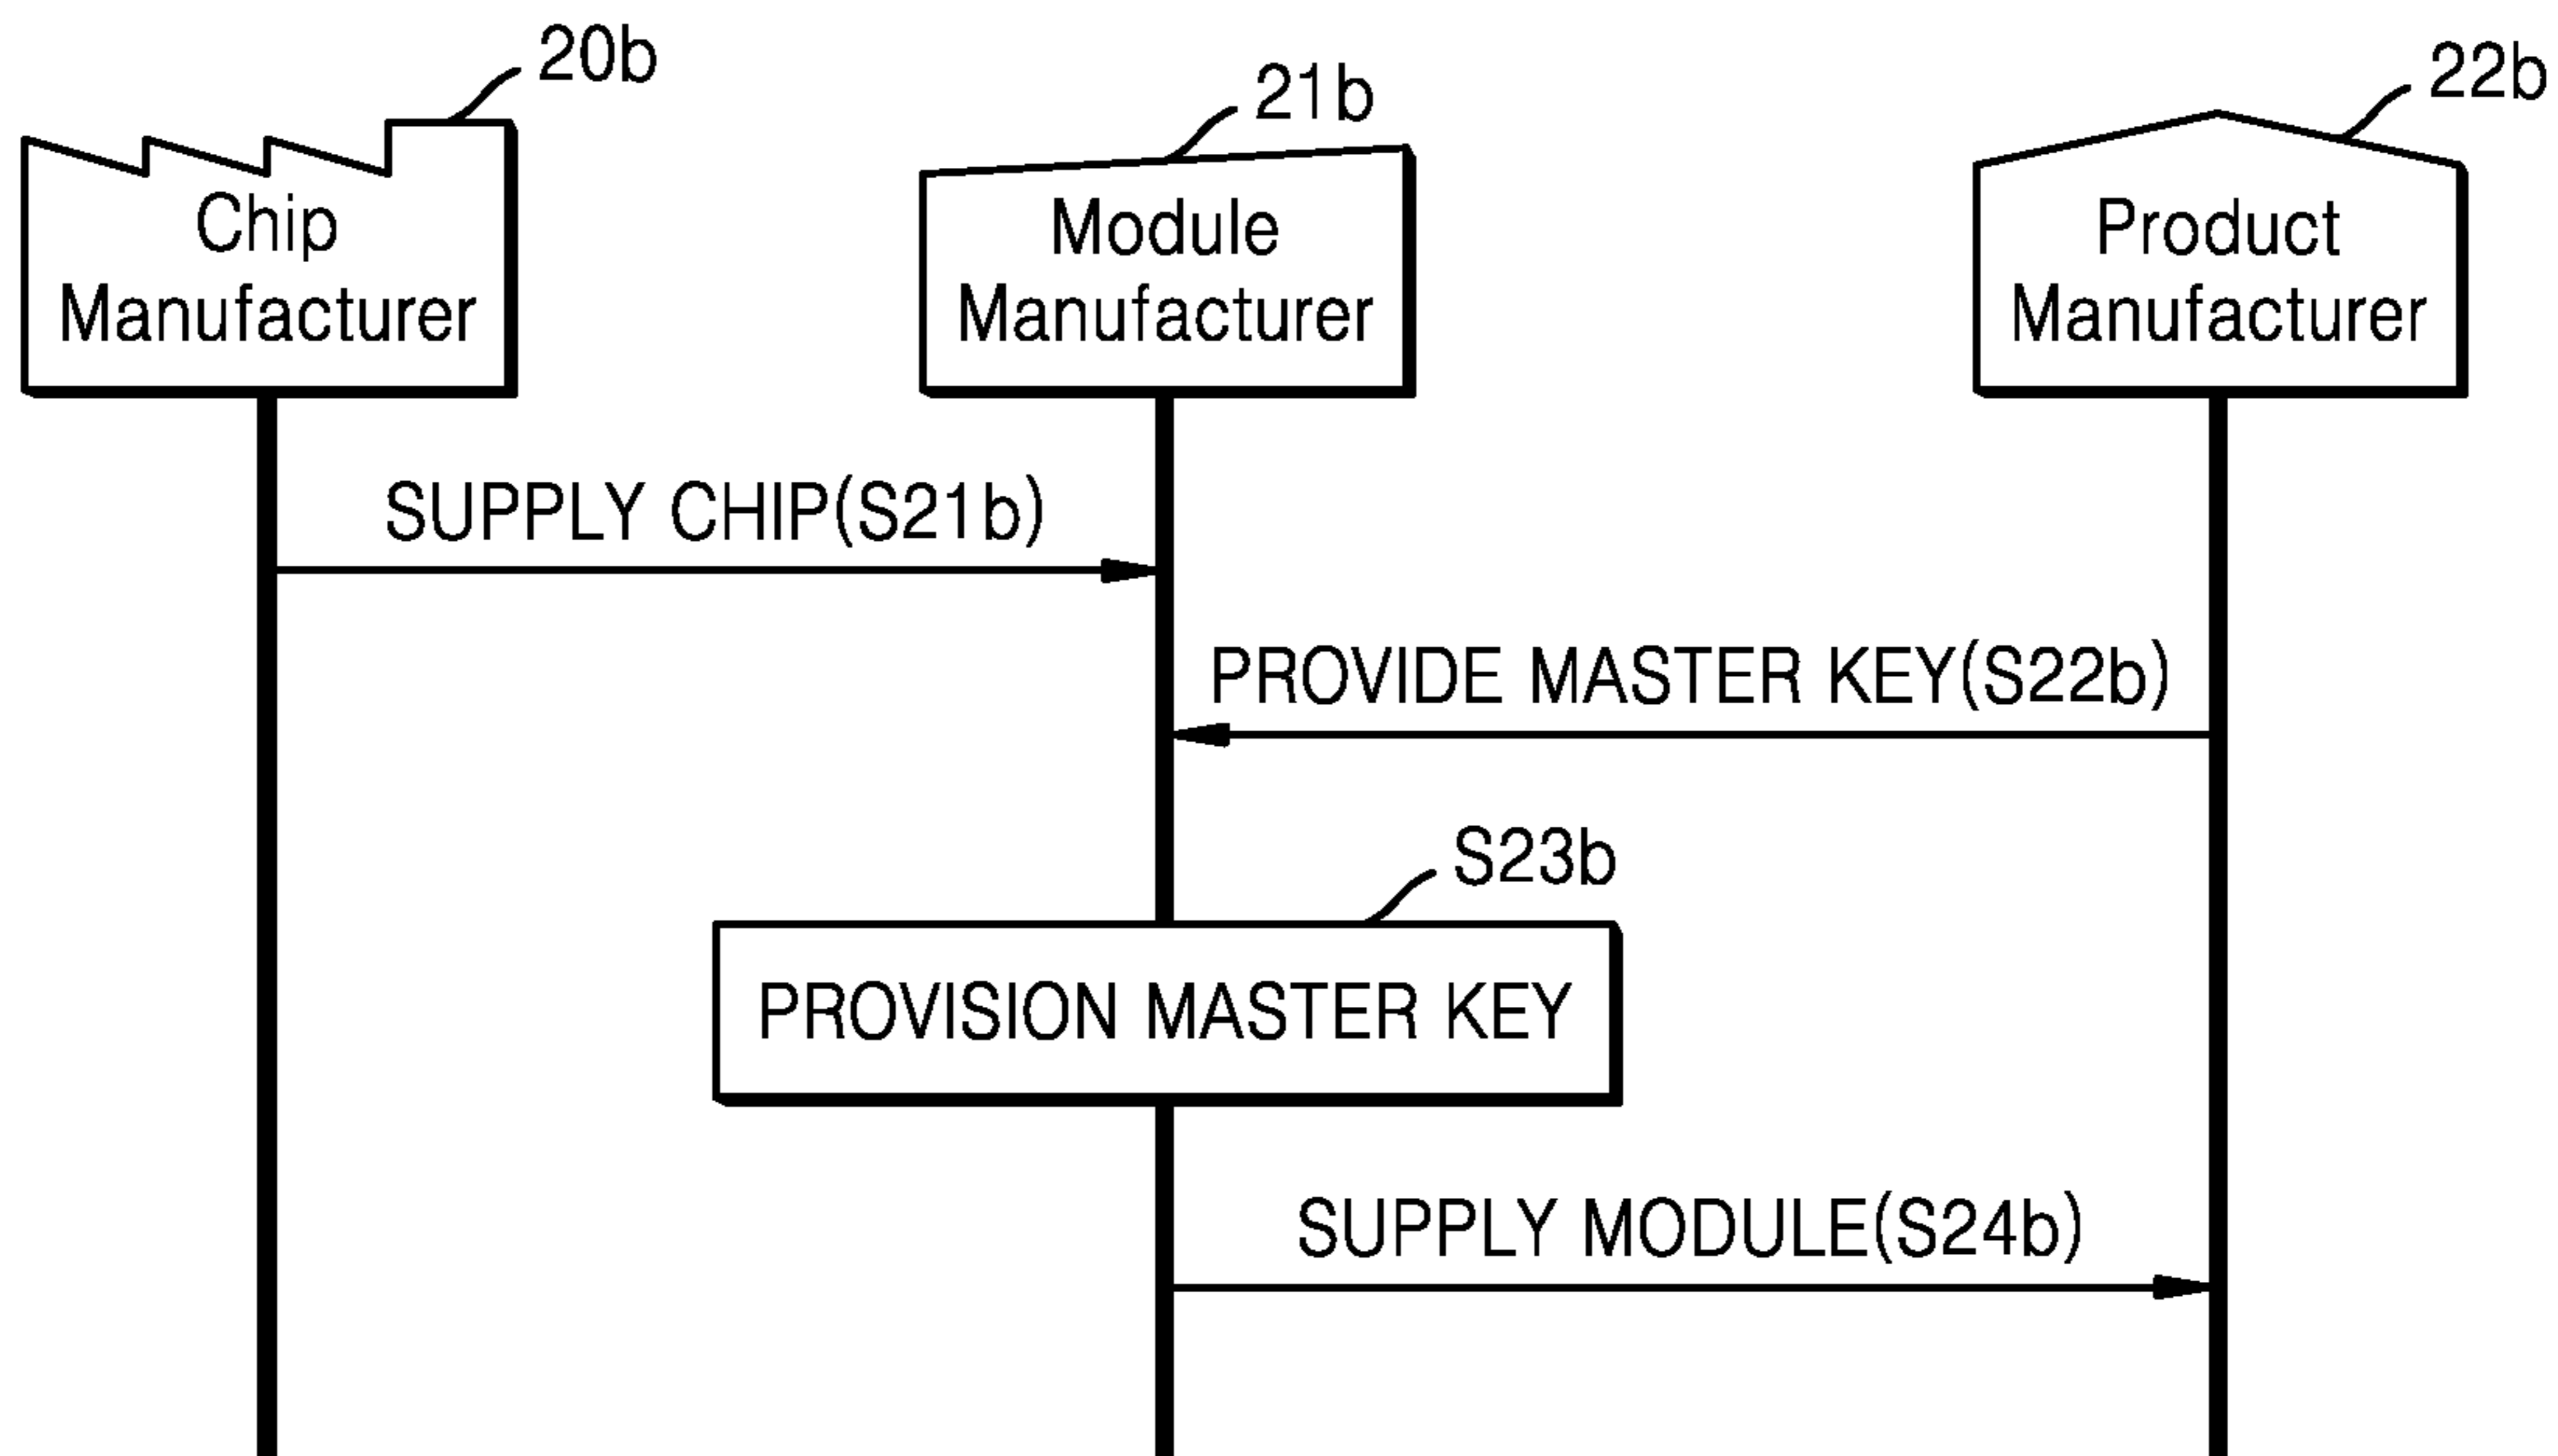 20b
21b
22b
Chip
Manufacturer
Module
Manufacturer
Product
Manufacturer
SUPPLY CHIP(S21b)
PROVIDE MASTER KEY(S22b)
S23b
PROVISION MASTER KEY
SUPPLY MODULE(S24b)